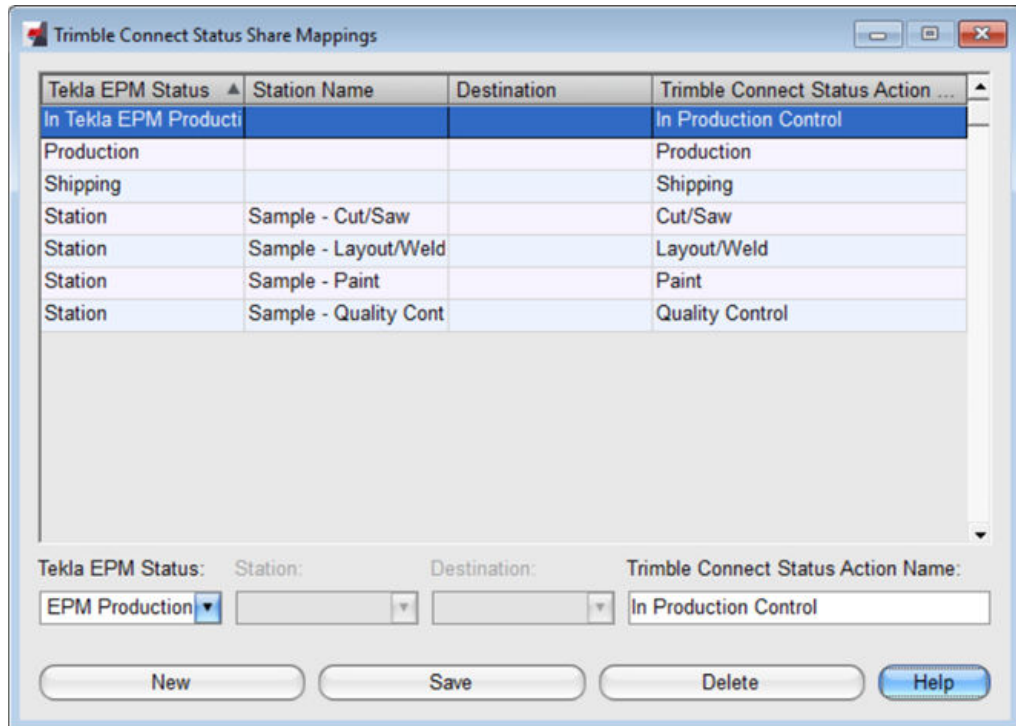 Trimble Connect Status Share Mappings
Tekla EPM Status Station Name Destination Trimble Connect Status Action ...
In Tekla EPM Producti In Production Control
Production Production
Shipping Shipping
Station Sample - Cut/Saw Cut/Saw
Station Sample - Layout/Weld Layout/Weld
Station Sample - Paint Paint
Station Sample - Quality Cont Quality Control
Tekla EPM Status: Station: Destination: Trimble Connect Status Action Name:
EPM Production In Production Control
New Save Delete Help